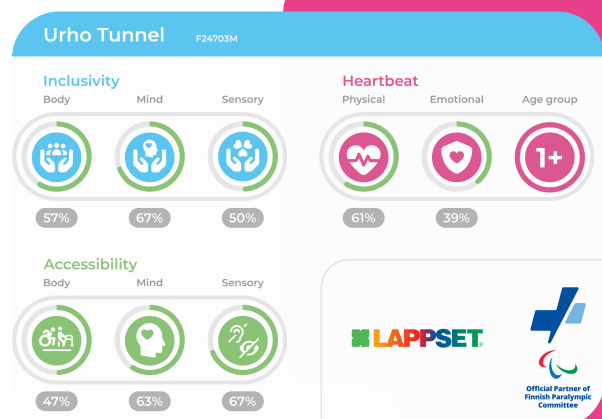 Urho Tunnel F24703M
Inclusivity
Body Mind Sensory
57% 67% 50%
Heartbeat
Physical Emotional Age group
1+
61% 39%
Accessibility
Body Mind Sensory
47% 63% 67%
LAPPSET
Official Partner of
Finnish Paralympic
Committee